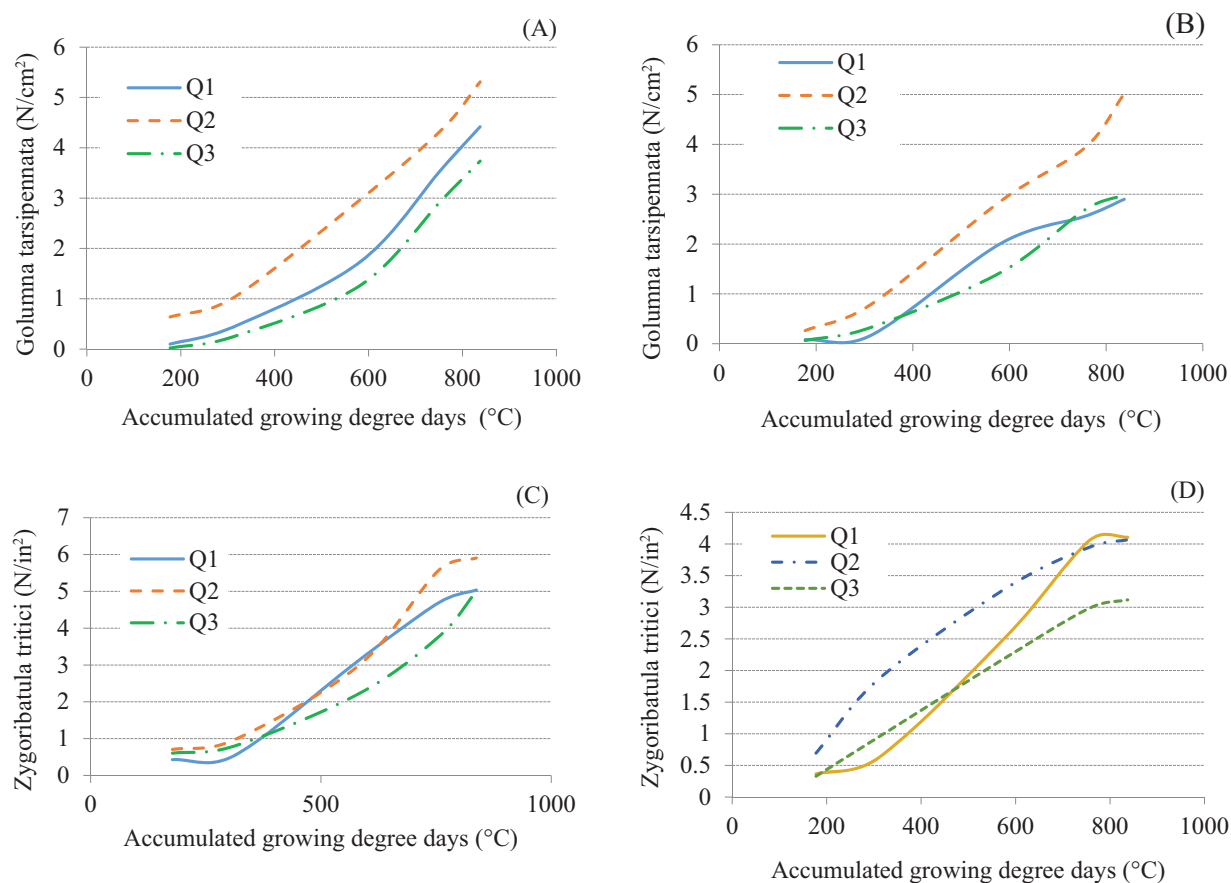 (A)
Golumna tarsipennata (N/cm²)
6
5
4
3
2
1
0
Q1
Q2
Q3
0 200 400 600 800 1000
Accumulated growing degree days (°C)
(B)
Golumna tarsipennata (N/cm²)
6
5
4
3
2
1
0
Q1
Q2
Q3
0 200 400 600 800 1000
Accumulated growing degree days (°C)
(C)
Zygoribatula tritici (N/in²)
7
6
5
4
3
2
1
0
Q1
Q2
Q3
0 500 1000
Accumulated growing degree days (°C)
(D)
Zygoribatula tritici (N/in²)
4.5
4
3.5
3
2.5
2
1.5
1
0.5
0
Q1
Q2
Q3
0 200 400 600 800 1000
Accumulated growing degree days (°C)